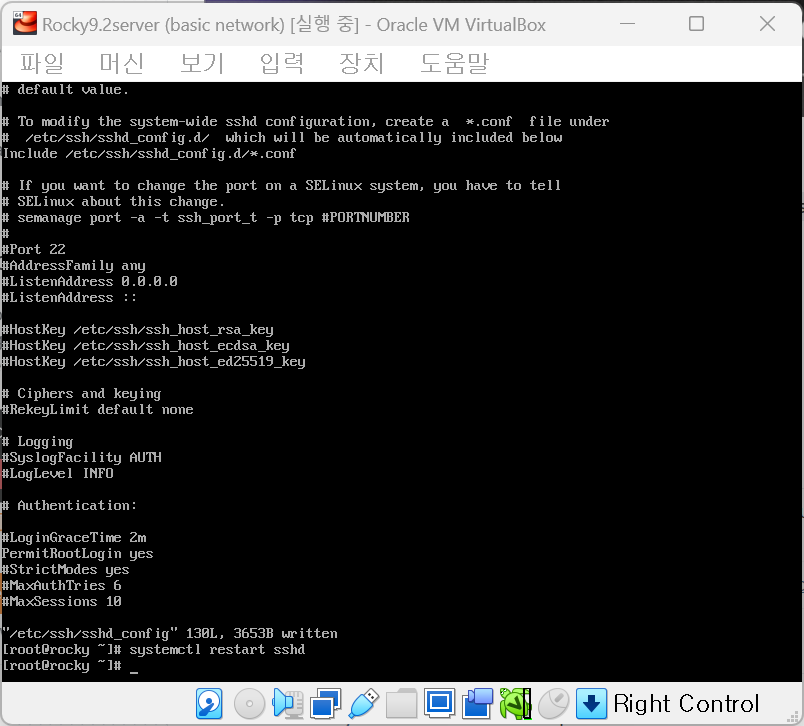 Rocky9.2server (basic network) [실행 중] - Oracle VM VirtualBox
파일 머신 보기 입력 장치 도움말
# default value.
# To modify the system-wide sshd configuration, create a  *.conf  file under
#  /etc/ssh/sshd_config.d/  which will be automatically included below
Include /etc/ssh/sshd_config.d/*.conf
# If you want to change the port on a SELinux system, you have to tell
# SELinux about this change.
# semanage port -a -t ssh_port_t -p tcp #PORTNUMBER
#
#Port 22
#AddressFamily any
#ListenAddress 0.0.0.0
#ListenAddress ::
#HostKey /etc/ssh/ssh_host_rsa_key
#HostKey /etc/ssh/ssh_host_ecdsa_key
#HostKey /etc/ssh/ssh_host_ed25519_key
# Ciphers and keying
#RekeyLimit default none
# Logging
#SyslogFacility AUTH
#LogLevel INFO
# Authentication:
#LoginGraceTime 2m
PermitRootLogin yes
#StrictModes yes
#MaxAuthTries 6
#MaxSessions 10
"/etc/ssh/sshd_config" 130L, 3653B written
[root@rocky ~]# systemctl restart sshd
[root@rocky ~]# _
Right Control